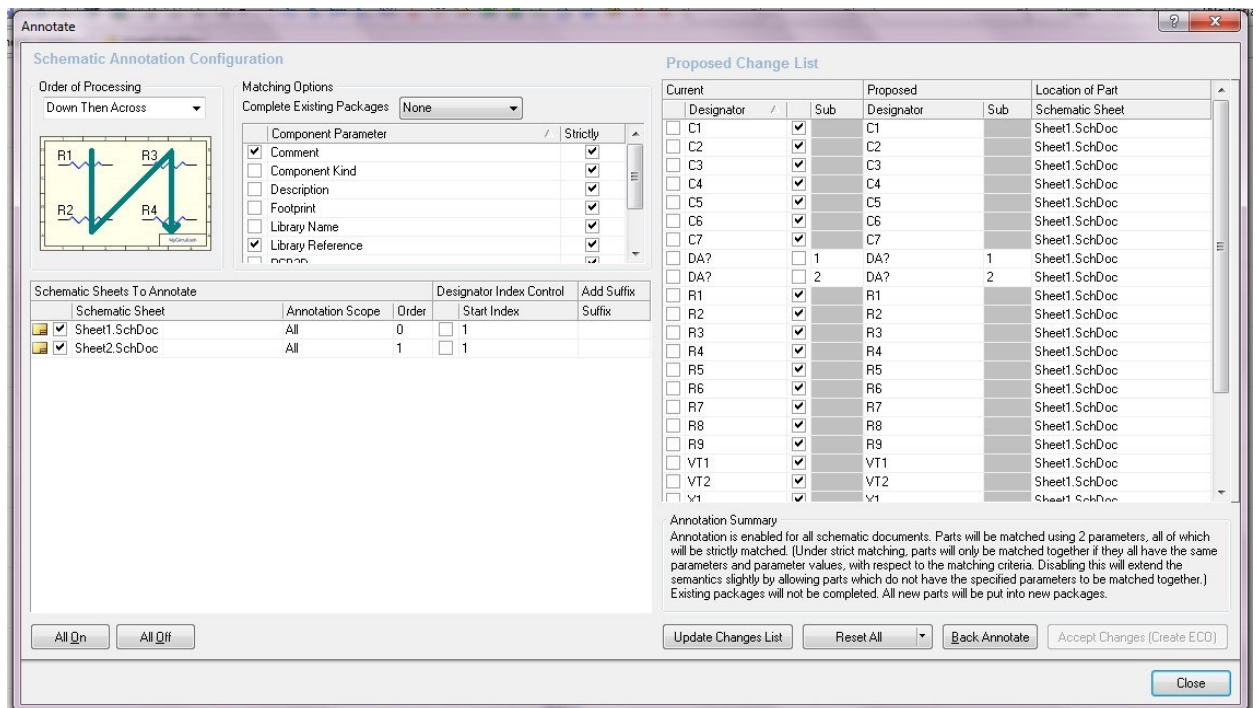 Annotate
Schematic Annotation Configuration
Order of Processing
Down Then Across
R1 R3
R2 R4
Matching Options
Complete Existing Packages None
Component Parameter / Strictly
Comment
Component Kind
Description
Footprint
Library Name
Library Reference
Schematic Sheets To Annotate Designator Index Control Add Suffix
Schematic Sheet Annotation Scope Order Start Index Suffix
Sheet1.SchDoc All 0 1
Sheet2.SchDoc All 1 1
All On All Off
Proposed Change List
Current Proposed Location of Part
Designator / Sub Designator Sub Schematic Sheet
C1 C1 Sheet1.SchDoc
C2 C2 Sheet1.SchDoc
C3 C3 Sheet1.SchDoc
C4 C4 Sheet1.SchDoc
C5 C5 Sheet1.SchDoc
C6 C6 Sheet1.SchDoc
C7 C7 Sheet1.SchDoc
DA? 1 DA? 1 Sheet1.SchDoc
DA? 2 DA? 2 Sheet1.SchDoc
R1 R1 Sheet1.SchDoc
R2 R2 Sheet1.SchDoc
R3 R3 Sheet1.SchDoc
R4 R4 Sheet1.SchDoc
R5 R5 Sheet1.SchDoc
R6 R6 Sheet1.SchDoc
R7 R7 Sheet1.SchDoc
R8 R8 Sheet1.SchDoc
R9 R9 Sheet1.SchDoc
VT1 VT1 Sheet1.SchDoc
VT2 VT2 Sheet1.SchDoc
Sheet1.SchDoc
Annotation Summary
Annotation is enabled for all schematic documents. Parts will be matched using 2 parameters, all of which
will be strictly matched. (Under strict matching, parts will only be matched together if they all have the same
parameters and parameter values, with respect to the matching criteria. Disabling this will extend the
semantics slightly by allowing parts which do not have the specified parameters to be matched together.)
Existing packages will not be completed. All new parts will be put into new packages.
Update Changes List Reset All Back Annotate Accept Changes (Create ECO)
Close